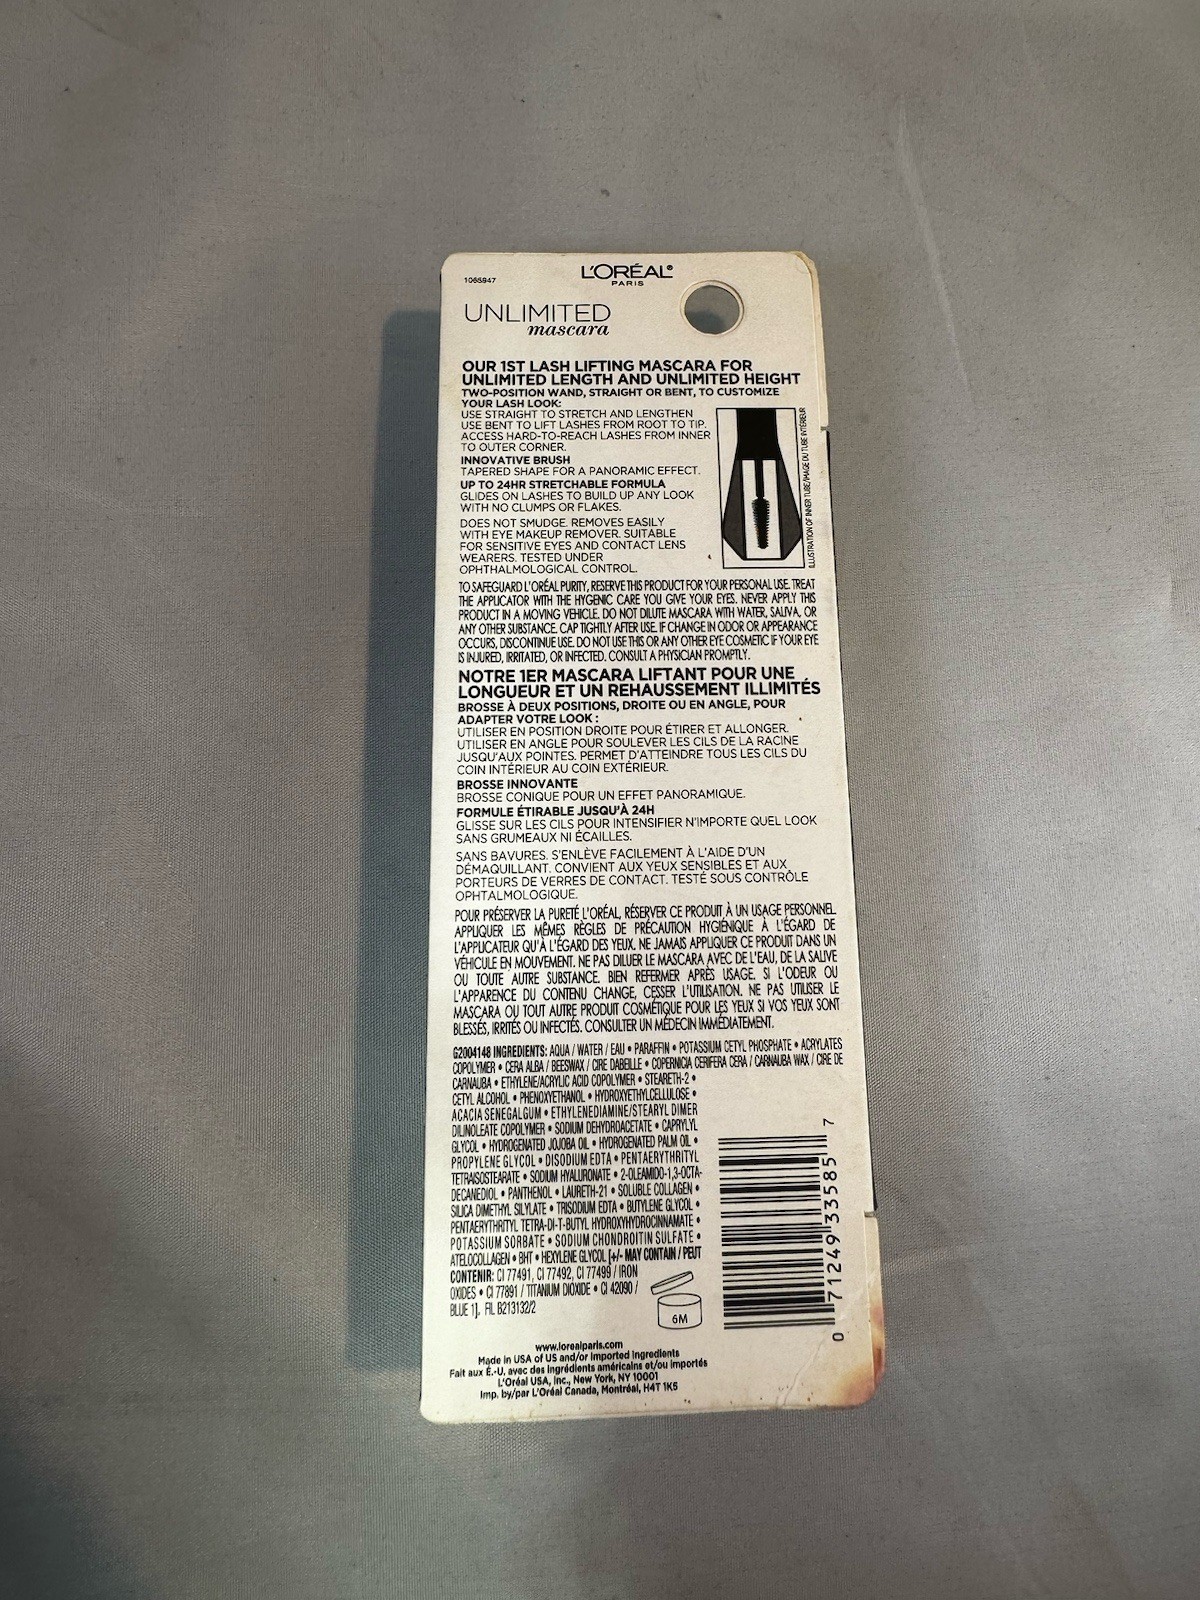 1066947
L'ORÉAL®
PARIS
UNLIMITED
mascara
OUR 1ST LASH LIFTING MASCARA FOR
UNLIMITED LENGTH AND UNLIMITED HEIGHT
TWO-POSITION WAND, STRAIGHT OR BENT, TO CUSTOMIZE
YOUR LASH LOOK:
USE STRAIGHT TO STRETCH AND LENGTHEN
USE BENT TO LIFT LASHES FROM ROOT TO TIP.
ACCESS HARD-TO-REACH LASHES FROM INNER
TO OUTER CORNER.
INNOVATIVE BRUSH
TAPERED SHAPE FOR A PANORAMIC EFFECT.
UP TO 24HR STRETCHABLE FORMULA
GLIDES ON LASHES TO BUILD UP ANY LOOK
WITH NO CLUMPS OR FLAKES.
DOES NOT SMUDGE. REMOVES EASILY
WITH EYE MAKEUP REMOVER. SUITABLE
FOR SENSITIVE EYES AND CONTACT LENS
WEARERS. TESTED UNDER
OPHTHALMOLOGICAL CONTROL.
ILLUSTRATION OF INNER TUBE/IMAGE DU TUBE INTÉRIEUR
TO SAFEGUARD L'ORÉAL PURITY, RESERVE THIS PRODUCT FOR YOUR PERSONAL USE. TREAT
THE APPLICATOR WITH THE HYGENIC CARE YOU GIVE YOUR EYES. NEVER APPLY THIS
PRODUCT IN A MOVING VEHICLE. DO NOT DILUTE MASCARA WITH WATER, SALIVA, OR
ANY OTHER SUBSTANCE. CAP TIGHTLY AFTER USE. IF CHANGE IN ODOR OR APPEARANCE
OCCURS, DISCONTINUE USE. DO NOT USE THIS OR ANY OTHER EYE COSMETIC IF YOUR EYE
IS INJURED, IRRITATED, OR INFECTED. CONSULT A PHYSICIAN PROMPTLY.
NOTRE 1ER MASCARA LIFTANT POUR UNE
LONGUEUR ET UN REHAUSSEMENT ILLIMITÉS
BROSSE À DEUX POSITIONS, DROITE OU EN ANGLE, POUR
ADAPTER VOTRE LOOK :
UTILISER EN POSITION DROITE POUR ÉTIRER ET ALLONGER.
UTILISER EN ANGLE POUR SOULEVER LES CILS DE LA RACINE
JUSQU'AUX POINTES. PERMET D'ATTEINDRE TOUS LES CILS DU
COIN INTÉRIEUR AU COIN EXTÉRIEUR.
BROSSE INNOVANTE
BROSSE CONIQUE POUR UN EFFET PANORAMIQUE.
FORMULE ÉTIRABLE JUSQU'À 24H
GLISSE SUR LES CILS POUR INTENSIFIER N'IMPORTE QUEL LOOK
SANS GRUMEAUX NI ÉCAILLES.
SANS BAVURES. S'ENLÈVE FACILEMENT À L'AIDE D'UN
DÉMAQUILLANT. CONVIENT AUX YEUX SENSIBLES ET AUX
PORTEURS DE VERRES DE CONTACT. TESTÉ SOUS CONTRÔLE
OPHTALMOLOGIQUE.
POUR PRÉSERVER LA PURETÉ L'ORÉAL, RÉSERVER CE PRODUIT À UN USAGE PERSONNEL
APPLIQUER LES MÊMES RÈGLES DE PRÉCAUTION HYGIÉNIQUE À L'ÉGARD DE
L'APPLICATEUR QU'À L'ÉGARD DES YEUX. NE JAMAIS APPLIQUER CE PRODUIT DANS UN
VÉHICULE EN MOUVEMENT. NE PAS DILUER LE MASCARA AVEC DE L'EAU, DE LA SALIVE
OU TOUTE AUTRE SUBSTANCE. BIEN REFERMER APRÈS USAGE. SI L'ODEUR OU
L'APPARENCE DU CONTENU CHANGE, CESSER L'UTILISATION. NE PAS UTILISER LE
MASCARA OU TOUT AUTRE PRODUIT COSMÉTIQUE POUR LES YEUX SI VOS YEUX SONT
BLESSÉS, IRRITÉS OU INFECTÉS. CONSULTER UN MÉDECIN IMMÉDIATEMENT.
G2004148 INGREDIENTS: AQUA / WATER / EAU • PARAFFIN • POTASSIUM CETYL PHOSPHATE • ACRYLATES
COPOLYMER • CERA ALBA / BEESWAX / CIRE DABEILLE • COPERNICIA CERIFERA CERA / CARNAUBA WAX / CIRE DE
CARNAUBA • ETHYLENE/ACRYLIC ACID COPOLYMER • STEARETH-2 •
CETYL ALCOHOL • PHENOXYETHANOL • HYDROXYETHYLCELLULOSE •
ACACIA SENEGAL GUM • ETHYLENEDIAMINE/STEARYL DIMER
DILINOLEATE COPOLYMER • SODIUM DEHYDROACETATE • CAPRYLYL
GLYCOL • HYDROGENATED JOJOBA OIL • HYDROGENATED PALM OIL •
PROPYLENE GLYCOL • DISODIUM EDTA • PENTAERYTHRITYL
TETRAISOSTEARATE • SODIUM HYALURONATE • 2-OLEAMIDO-1,3-OCTA-
DECANEDIOL • PANTHENOL • LAURETH-21 • SOLUBLE COLLAGEN •
SILICA DIMETHYL SILYLATE • TRISODIUM EDTA • BUTYLENE GLYCOL •
PENTAERYTHRITYL TETRA-DI-T-BUTYL HYDROXYHYDROCINNAMATE •
POTASSIUM SORBATE • SODIUM CHONDROITIN SULFATE •
ATELOCOLLAGEN • BHT • HEXYLENE GLYCOL [+/- MAY CONTAIN / PEUT
CONTENIR: CI 77491, CI 77492, CI 77499 / IRON
OXIDES • CI 77891 / TITANIUM DIOXIDE • CI 42090 /
BLUE 1]. FIL B213132/2
6M
0 71249 33585 7
www.lorealparis.com
Made in USA of US and/or imported ingredients
Fait aux É.-U. avec des ingrédients américains et/ou importés
L'Oréal USA, Inc., New York, NY 10001
Imp. by/par L'Oréal Canada, Montréal, H4T 1K5